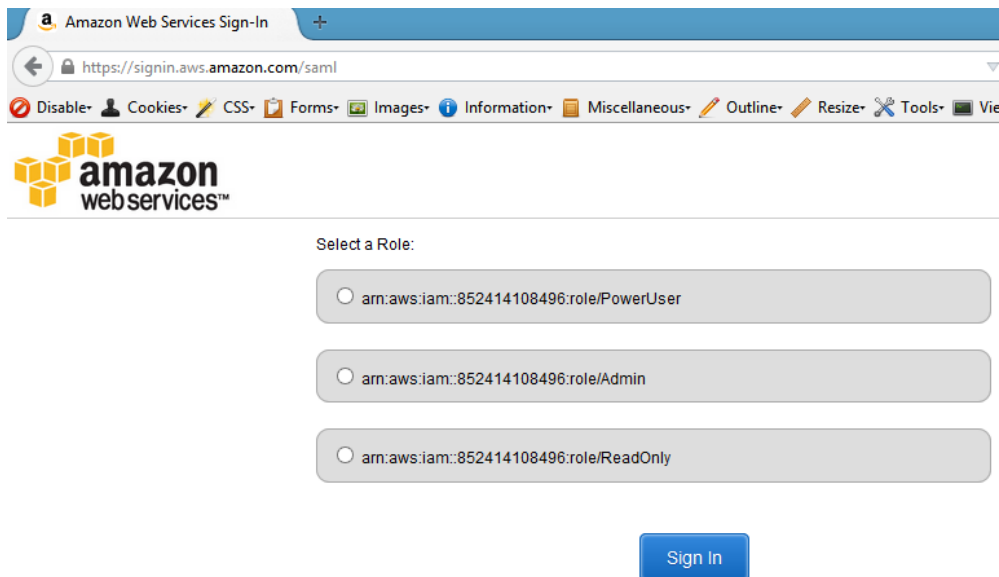 Amazon Web Services Sign-In
https://signin.aws.amazon.com/saml
Disable Cookies CSS Forms Images Information Miscellaneous Outline Resize Tools Vie
amazon
webservices™
Select a Role:
arn:aws:iam::852414108496:role/PowerUser
arn:aws:iam::852414108496:role/Admin
arn:aws:iam::852414108496:role/ReadOnly
Sign In